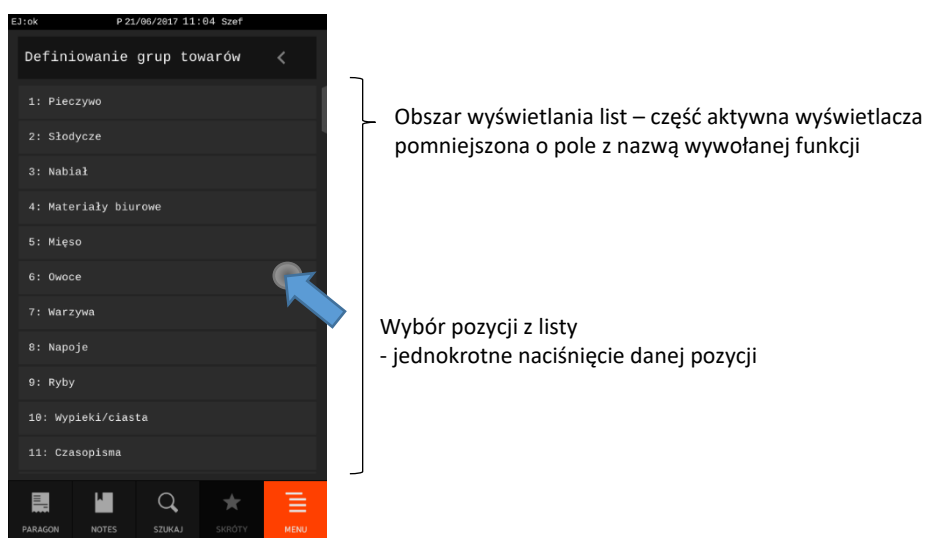 EJ:ok P 21/06/2017 11:04 Szef
Definiowanie grup towarów <
1: Pieczywo
2: Słodycze
3: Nabiał
4: Materiały biurowe
5: Mięso
6: Owoce
7: Warzywa
8: Napoje
9: Ryby
10: Wypieki/ciasta
11: Czasopisma
PARAGON NOTES SZUKAJ SKRÓTY MENU
Obszar wyświetlania list – część aktywna wyświetlacza
pomniejszona o pole z nazwą wywołanej funkcji
Wybór pozycji z listy
- jednokrotne naciśnięcie danej pozycji